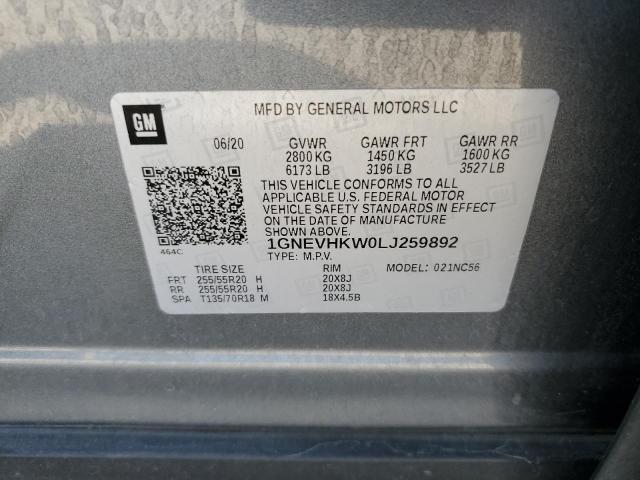 GM
MFD BY GENERAL MOTORS LLC
06/20 GVWR GAWR FRT GAWR RR
2800 KG 1450 KG 1600 KG
6173 LB 3196 LB 3527 LB
THIS VEHICLE CONFORMS TO ALL
APPLICABLE U.S. FEDERAL MOTOR
VEHICLE SAFETY STANDARDS IN EFFECT
ON THE DATE OF MANUFACTURE
SHOWN ABOVE.
1GNEVHKW0LJ259892
464C
TYPE: M.P.V. MODEL: 021NC56
TIRE SIZE RIM
FRT 255/55R20 H 20X8J
RR 255/55R20 H 20X8J
SPA T135/70R18 M 18X4.5B